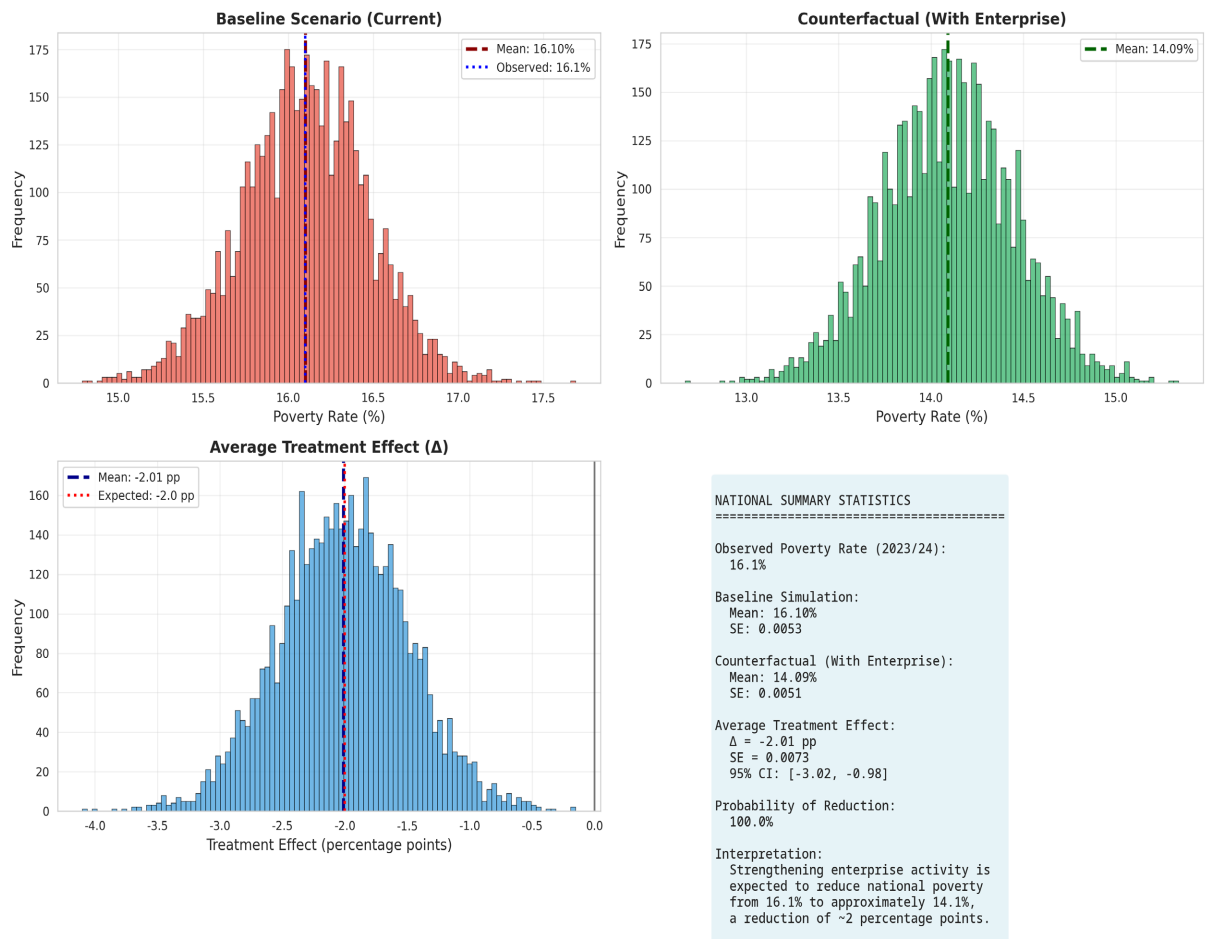 Baseline Scenario (Current)
Mean: 16.10%
Observed: 16.1%
Frequency
175
150
125
100
75
50
25
0
15.0 15.5 16.0 16.5 17.0 17.5
Poverty Rate (%)
Counterfactual (With Enterprise)
Mean: 14.09%
Frequency
175
150
125
100
75
50
25
0
13.0 13.5 14.0 14.5 15.0
Poverty Rate (%)
Average Treatment Effect (Δ)
Mean: -2.01 pp
Expected: -2.0 pp
Frequency
160
140
120
100
80
60
40
20
0
-4.0 -3.5 -3.0 -2.5 -2.0 -1.5 -1.0 -0.5 0.0
Treatment Effect (percentage points)
NATIONAL SUMMARY STATISTICS
========================================
Observed Poverty Rate (2023/24):
16.1%
Baseline Simulation:
Mean: 16.10%
SE: 0.0053
Counterfactual (With Enterprise):
Mean: 14.09%
SE: 0.0051
Average Treatment Effect:
Δ = -2.01 pp
SE = 0.0073
95% CI: [-3.02, -0.98]
Probability of Reduction:
100.0%
Interpretation:
Strengthening enterprise activity is
expected to reduce national poverty
from 16.1% to approximately 14.1%,
a reduction of ~2 percentage points.